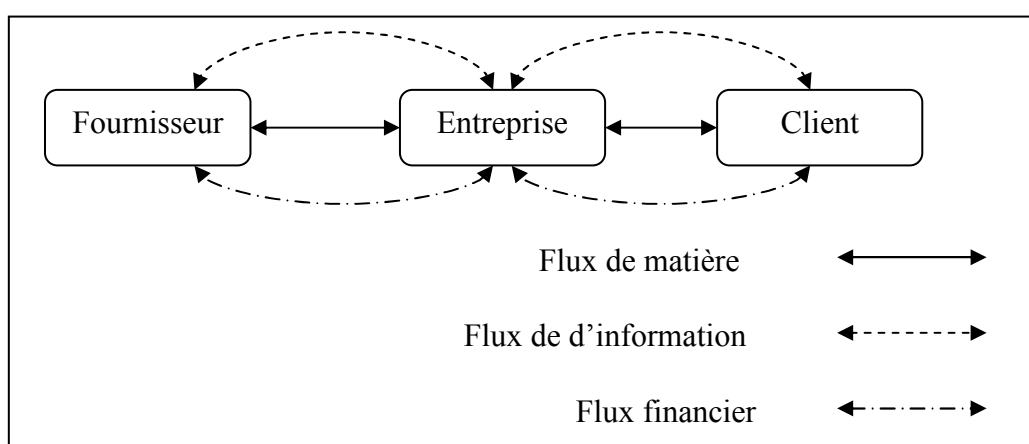 Fournisseur
Entreprise
Client
Flux de matière
Flux de d’information
Flux financier